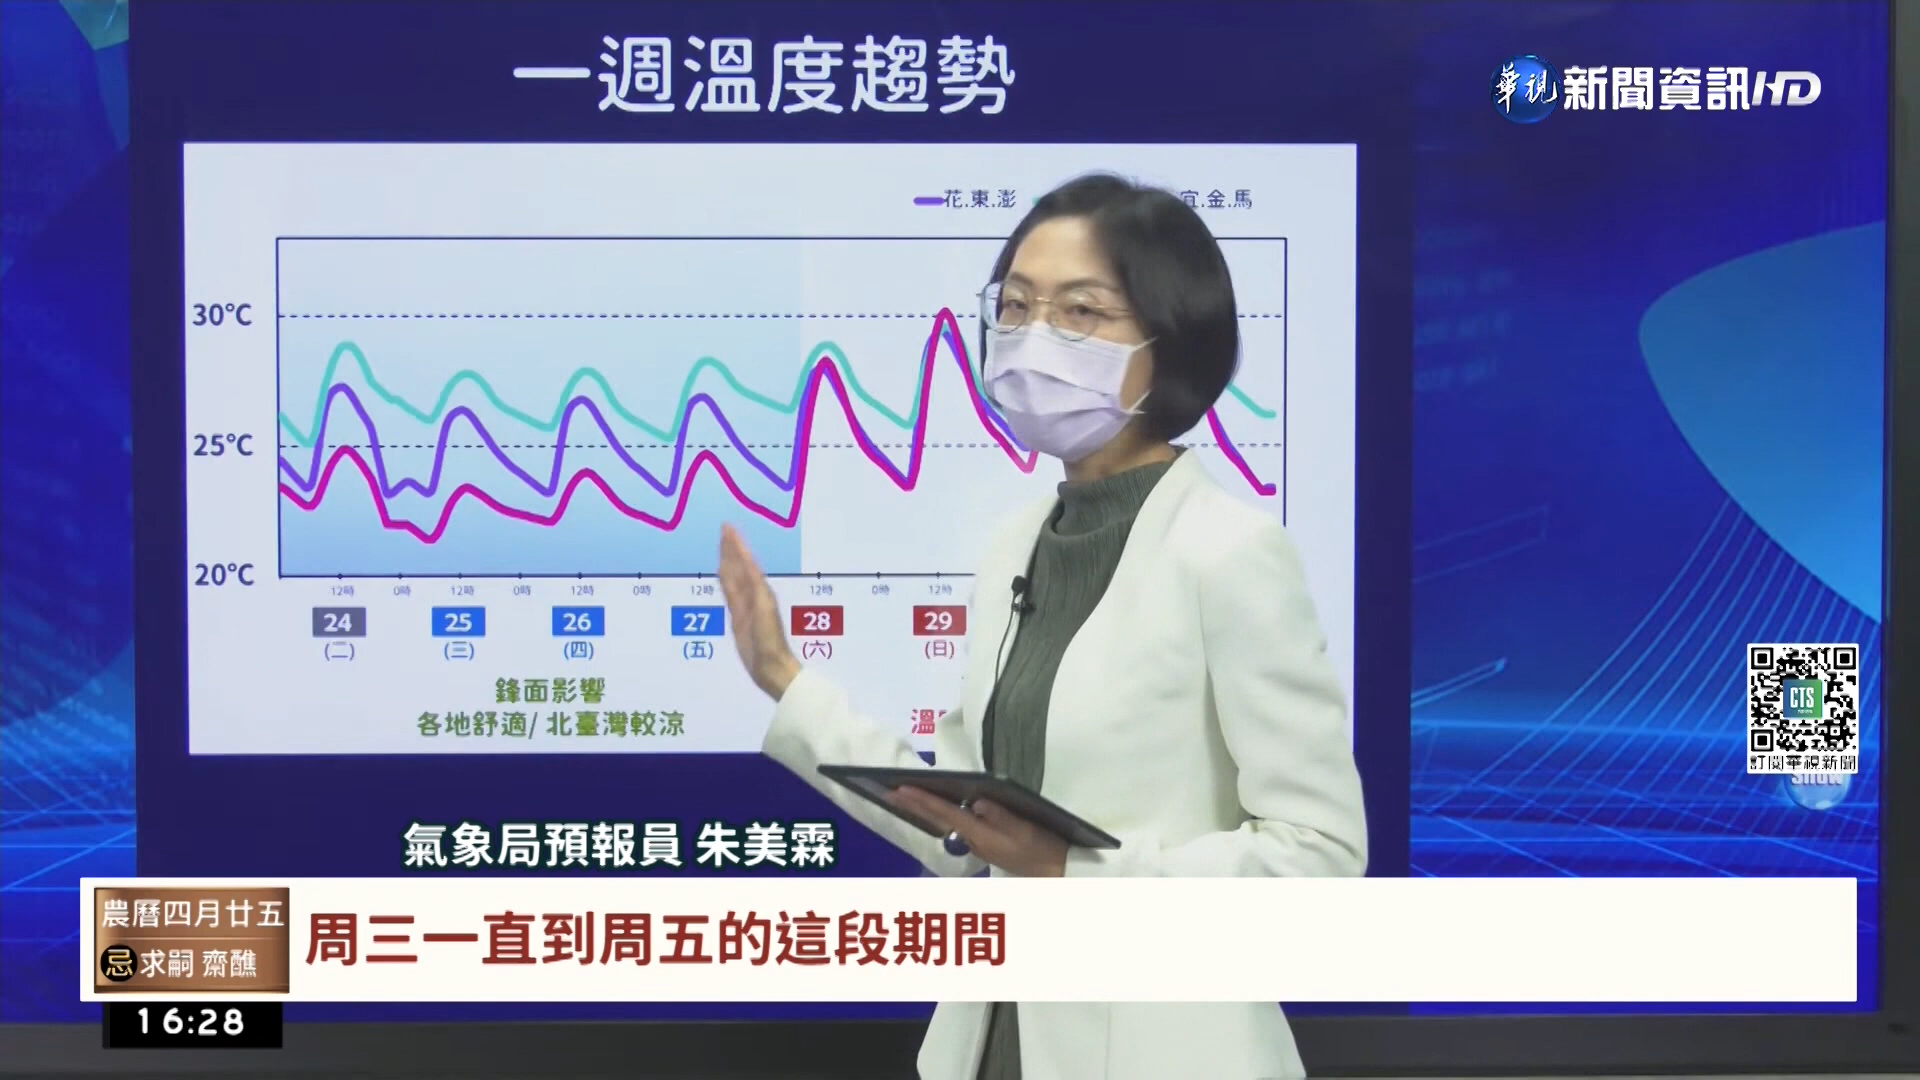 一週溫度趨勢
華視 新聞資訊HD
花.東.澎
宜.金.馬
30°C
25°C
20°C
12時 0時 12時 0時 12時 0時 12時 12時 0時 12時
24 25 26 27 28 29
(二) (三) (四) (五) (六) (日)
鋒面影響
各地舒適/ 北臺灣較涼
溫
CTS
訂閱華視新聞
氣象局預報員 朱美霖
農曆四月廿五
忌 求嗣 齋醮
周三一直到周五的這段期間
16:28